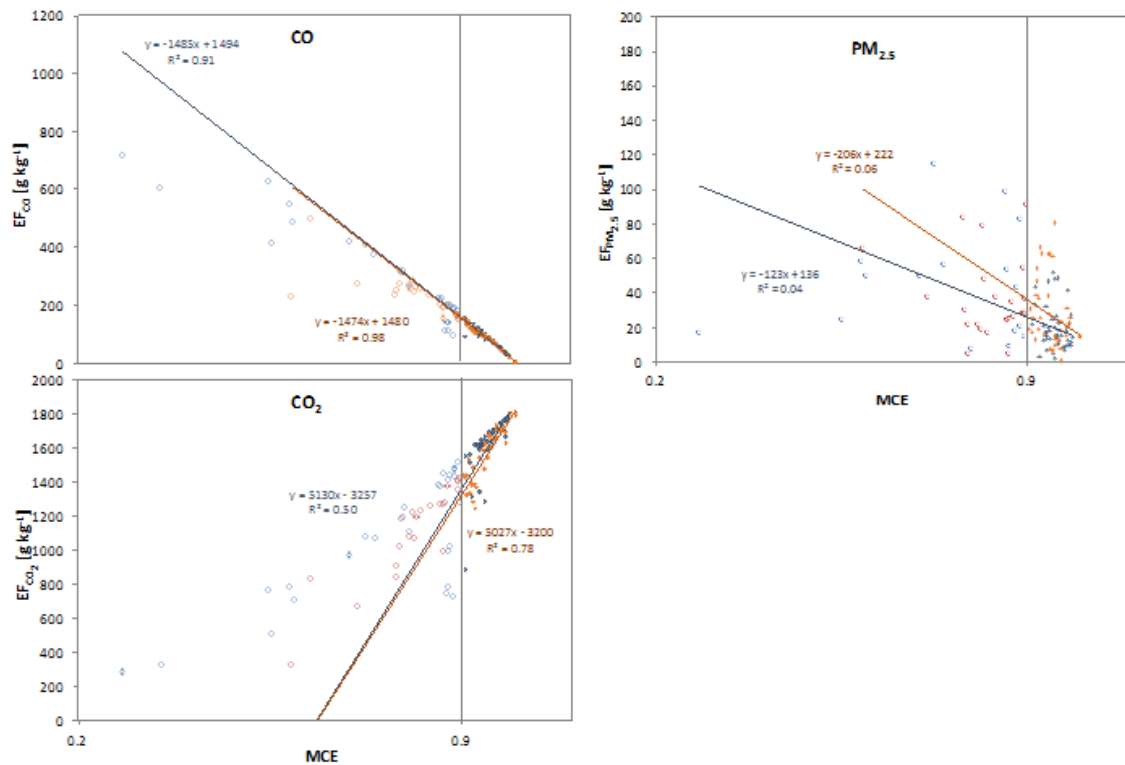 CO
y = -1485x + 1494
R² = 0.91
y = -1474x + 1480
R² = 0.98
EF_CO [g kg⁻¹]
1200
1000
800
600
400
200
0
PM₂.₅
y = -206x + 222
R² = 0.06
y = -123x + 136
R² = 0.04
EF_PM₂.₅ [g kg⁻¹]
200
180
160
140
120
100
80
60
40
20
0
0.2
0.9
MCE
CO₂
y = 5130x - 3257
R² = 0.50
y = 5027x - 3200
R² = 0.78
EF_CO₂ [g kg⁻¹]
2000
1800
1600
1400
1200
1000
800
600
400
200
0
0.2
0.9
MCE